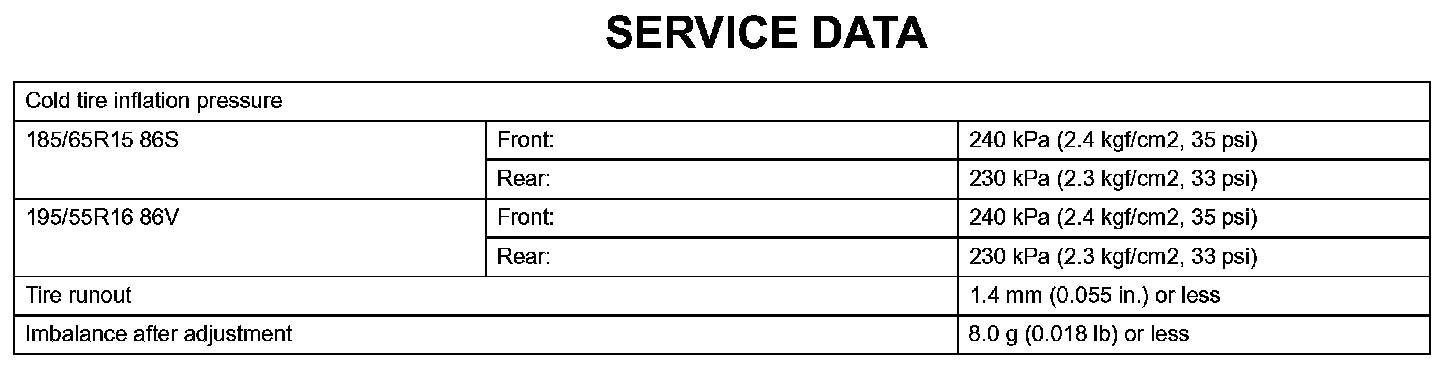 SERVICE DATA
Cold tire inflation pressure
185/65R15 86S Front: 240 kPa (2.4 kgf/cm2, 35 psi)
Rear: 230 kPa (2.3 kgf/cm2, 33 psi)
195/55R16 86V Front: 240 kPa (2.4 kgf/cm2, 35 psi)
Rear: 230 kPa (2.3 kgf/cm2, 33 psi)
Tire runout 1.4 mm (0.055 in.) or less
Imbalance after adjustment 8.0 g (0.018 lb) or less